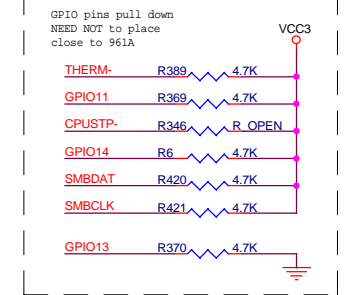 GPIO pins pull down
NEED NOT to place
close to 961A
VCC3
THERM- R389 4.7K
GPIO11 R369 4.7K
CPUSTP- R346 R_OPEN
GPIO14 R6 4.7K
SMBDAT R420 4.7K
SMBCLK R421 4.7K
GPIO13 R370 4.7K